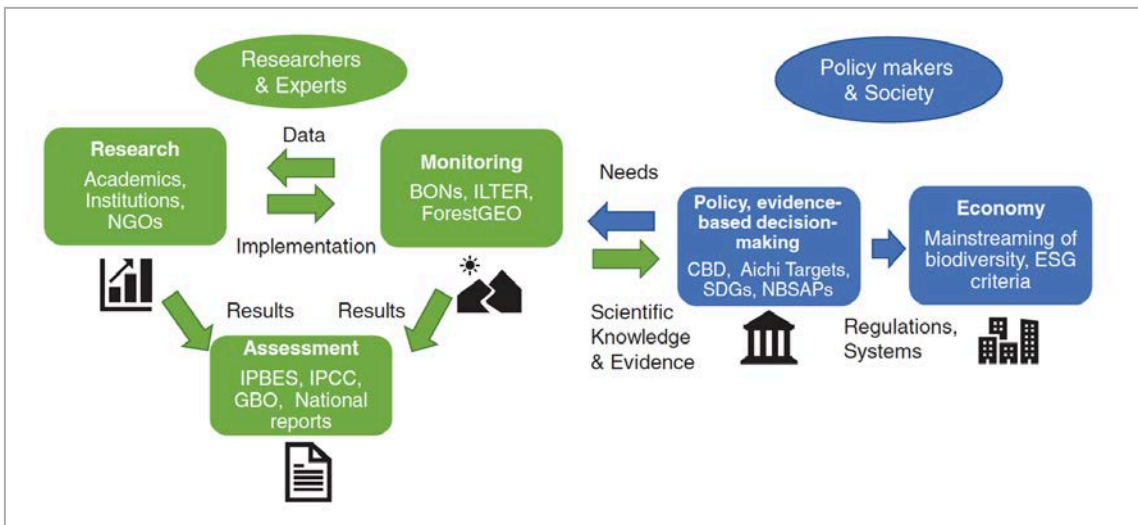 Researchers
& Experts
Policy makers
& Society
Research
Academics,
Institutions,
NGOs
Data
Implementation
Monitoring
BONs, ILTER,
ForestGEO
Needs
Scientific
Knowledge
& Evidence
Policy, evidence-
based decision-
making
CBD, Aichi Targets,
SDGs, NBSAPs
Economy
Mainstreaming of
biodiversity, ESG
criteria
Regulations,
Systems
Results
Results
Assessment
IPBES, IPCC,
GBO, National
reports